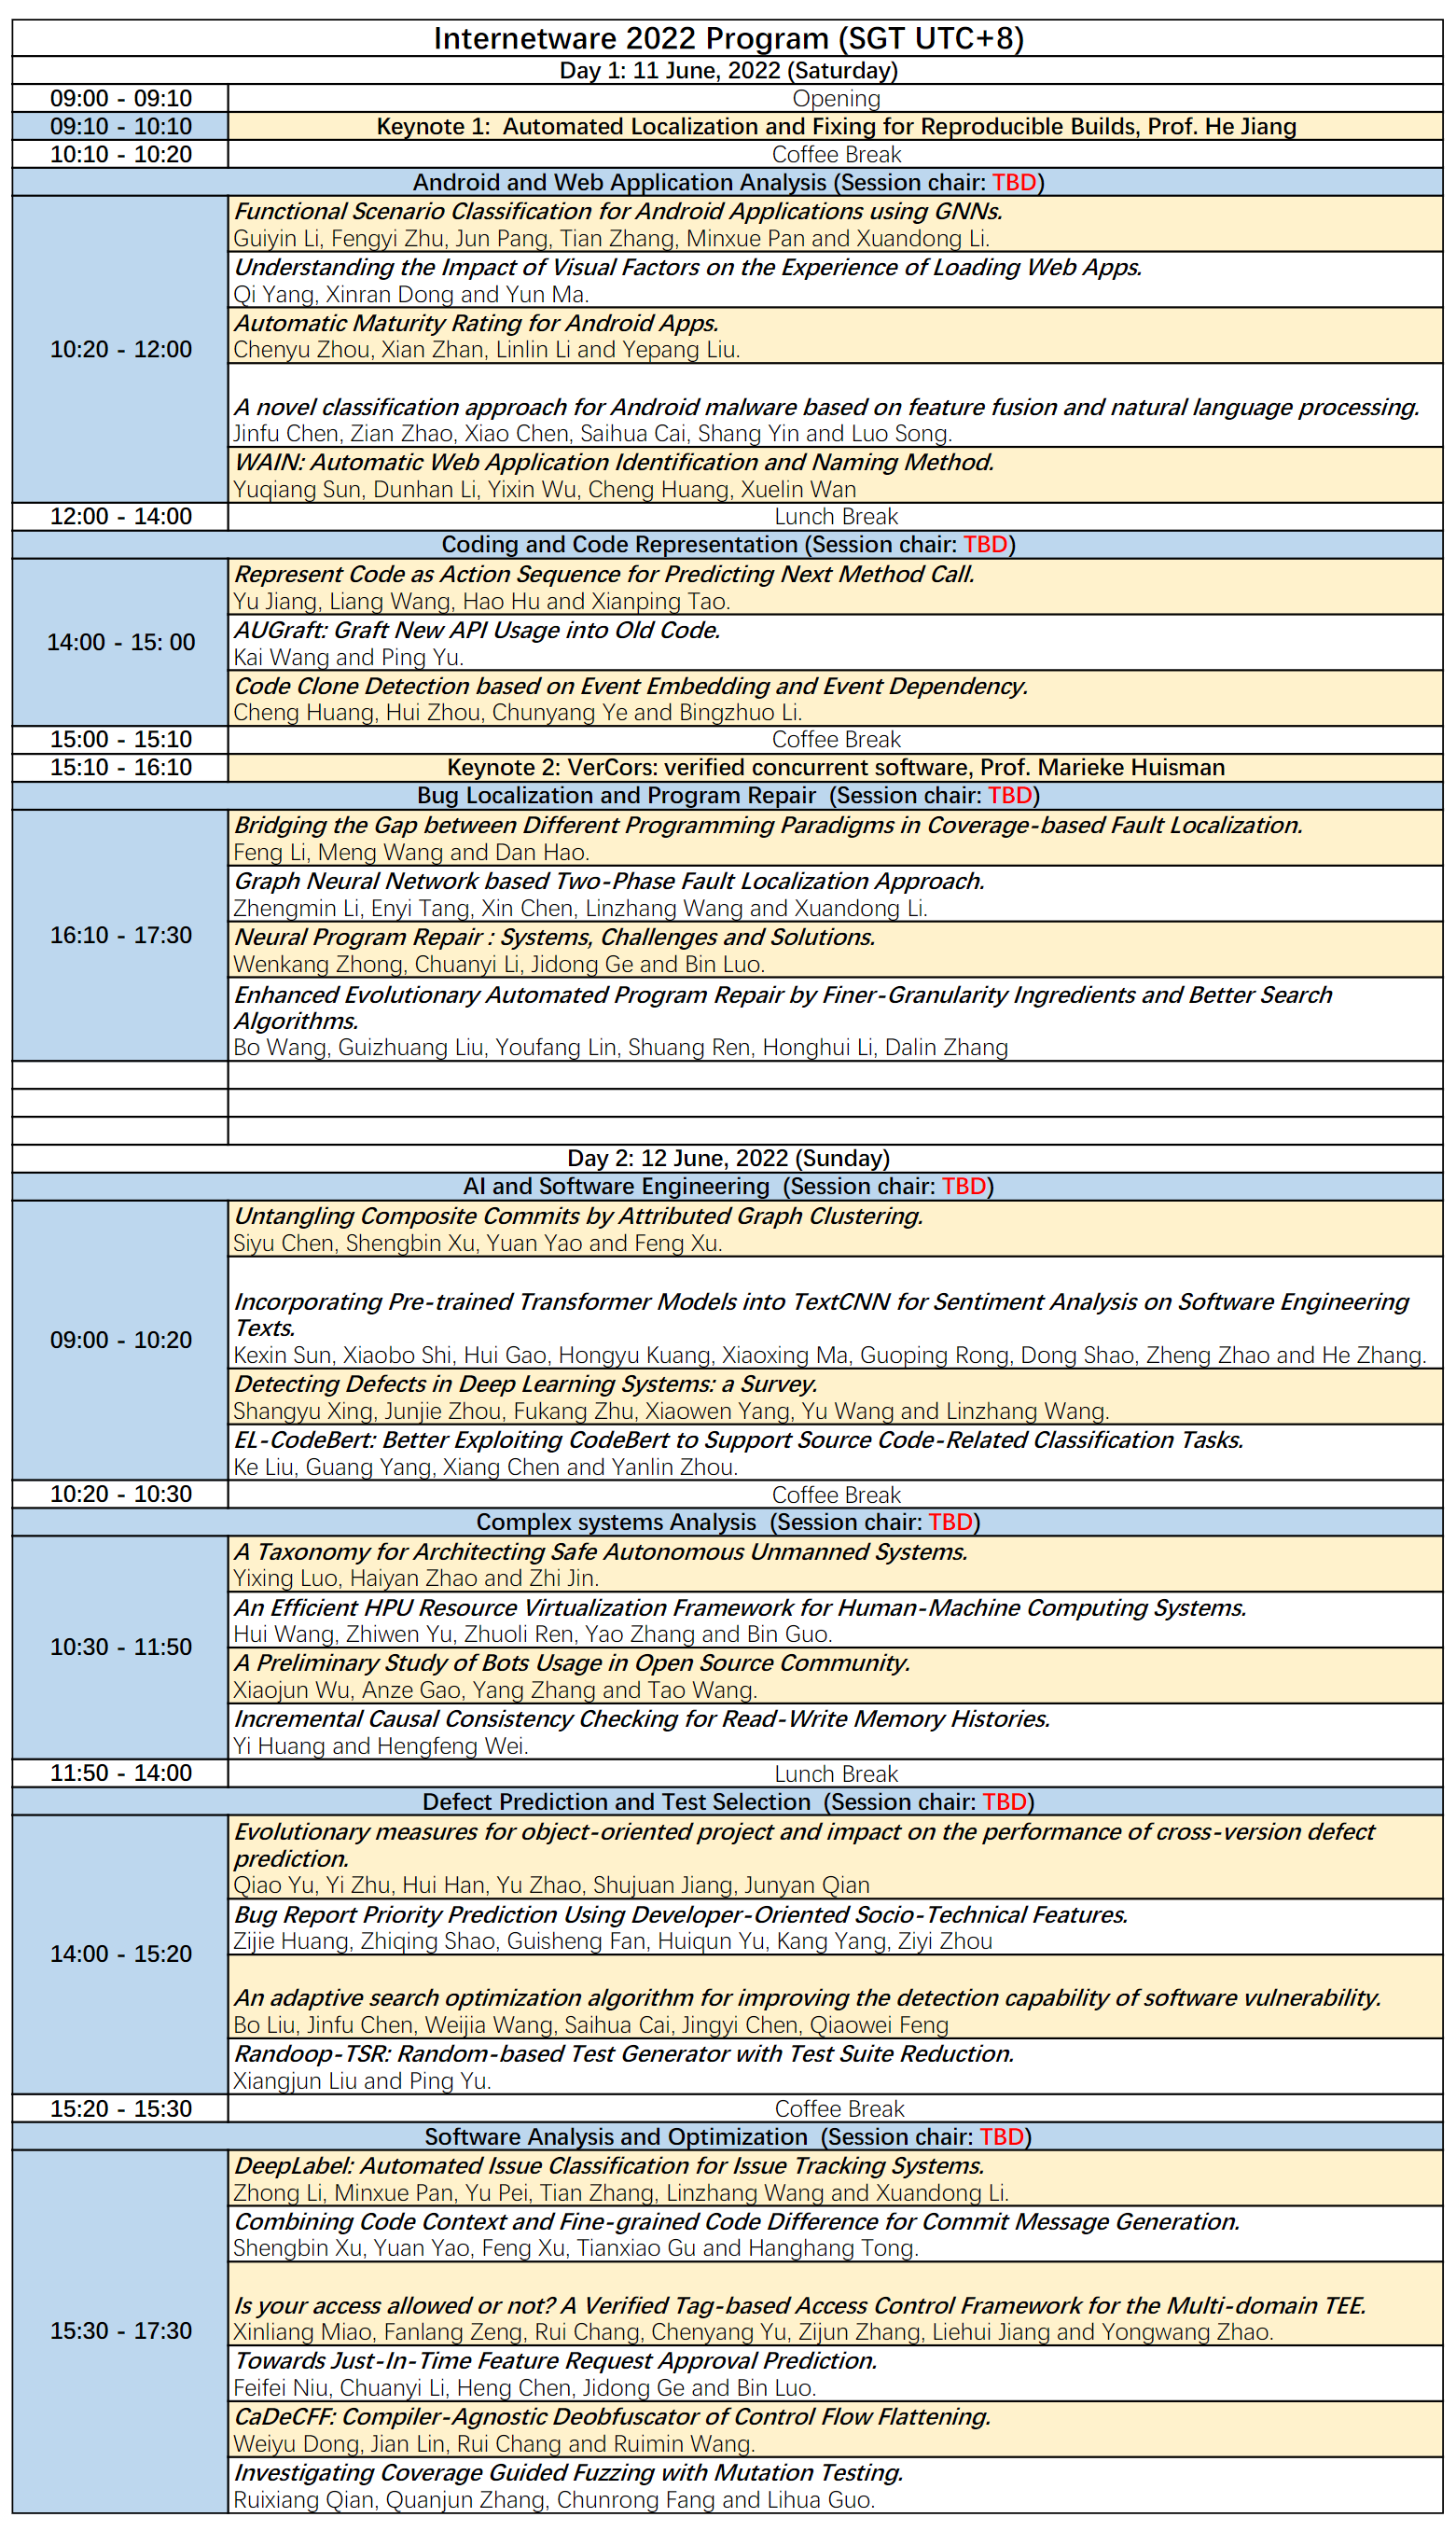 Internetware 2022 Program (SGT UTC+8)
Day 1: 11 June, 2022 (Saturday)
09:00 - 09:10 Opening
09:10 - 10:10 Keynote 1: Automated Localization and Fixing for Reproducible Builds, Prof. He Jiang
10:10 - 10:20 Coffee Break
Android and Web Application Analysis (Session chair: TBD)
10:20 - 12:00
Functional Scenario Classification for Android Applications using GNNs.
Guiyin Li, Fengyi Zhu, Jun Pang, Tian Zhang, Minxue Pan and Xuandong Li.
Understanding the Impact of Visual Factors on the Experience of Loading Web Apps.
Qi Yang, Xinran Dong and Yun Ma.
Automatic Maturity Rating for Android Apps.
Chenyu Zhou, Xian Zhan, Linlin Li and Yepang Liu.
A novel classification approach for Android malware based on feature fusion and natural language processing.
Jinfu Chen, Zian Zhao, Xiao Chen, Saihua Cai, Shang Yin and Luo Song.
WAIN: Automatic Web Application Identification and Naming Method.
Yuqiang Sun, Dunhan Li, Yixin Wu, Cheng Huang, Xuelin Wan
12:00 - 14:00 Lunch Break
Coding and Code Representation (Session chair: TBD)
14:00 - 15: 00
Represent Code as Action Sequence for Predicting Next Method Call.
Yu Jiang, Liang Wang, Hao Hu and Xianping Tao.
AUGraft: Graft New API Usage into Old Code.
Kai Wang and Ping Yu.
Code Clone Detection based on Event Embedding and Event Dependency.
Cheng Huang, Hui Zhou, Chunyang Ye and Bingzhuo Li.
15:00 - 15:10 Coffee Break
15:10 - 16:10 Keynote 2: VerCors: verified concurrent software, Prof. Marieke Huisman
Bug Localization and Program Repair (Session chair: TBD)
16:10 - 17:30
Bridging the Gap between Different Programming Paradigms in Coverage-based Fault Localization.
Feng Li, Meng Wang and Dan Hao.
Graph Neural Network based Two-Phase Fault Localization Approach.
Zhengmin Li, Enyi Tang, Xin Chen, Linzhang Wang and Xuandong Li.
Neural Program Repair : Systems, Challenges and Solutions.
Wenkang Zhong, Chuanyi Li, Jidong Ge and Bin Luo.
Enhanced Evolutionary Automated Program Repair by Finer-Granularity Ingredients and Better Search
Algorithms.
Bo Wang, Guizhuang Liu, Youfang Lin, Shuang Ren, Honghui Li, Dalin Zhang
Day 2: 12 June, 2022 (Sunday)
AI and Software Engineering (Session chair: TBD)
09:00 - 10:20
Untangling Composite Commits by Attributed Graph Clustering.
Siyu Chen, Shengbin Xu, Yuan Yao and Feng Xu.
Incorporating Pre-trained Transformer Models into TextCNN for Sentiment Analysis on Software Engineering
Texts.
Kexin Sun, Xiaobo Shi, Hui Gao, Hongyu Kuang, Xiaoxing Ma, Guoping Rong, Dong Shao, Zheng Zhao and He Zhang.
Detecting Defects in Deep Learning Systems: a Survey.
Shangyu Xing, Junjie Zhou, Fukang Zhu, Xiaowen Yang, Yu Wang and Linzhang Wang.
EL-CodeBert: Better Exploiting CodeBert to Support Source Code-Related Classification Tasks.
Ke Liu, Guang Yang, Xiang Chen and Yanlin Zhou.
10:20 - 10:30 Coffee Break
Complex systems Analysis (Session chair: TBD)
10:30 - 11:50
A Taxonomy for Architecting Safe Autonomous Unmanned Systems.
Yixing Luo, Haiyan Zhao and Zhi Jin.
An Efficient HPU Resource Virtualization Framework for Human-Machine Computing Systems.
Hui Wang, Zhiwen Yu, Zhuoli Ren, Yao Zhang and Bin Guo.
A Preliminary Study of Bots Usage in Open Source Community.
Xiaojun Wu, Anze Gao, Yang Zhang and Tao Wang.
Incremental Causal Consistency Checking for Read-Write Memory Histories.
Yi Huang and Hengfeng Wei.
11:50 - 14:00 Lunch Break
Defect Prediction and Test Selection (Session chair: TBD)
14:00 - 15:20
Evolutionary measures for object-oriented project and impact on the performance of cross-version defect
prediction.
Qiao Yu, Yi Zhu, Hui Han, Yu Zhao, Shujuan Jiang, Junyan Qian
Bug Report Priority Prediction Using Developer-Oriented Socio-Technical Features.
Zijie Huang, Zhiqing Shao, Guisheng Fan, Huiqun Yu, Kang Yang, Ziyi Zhou
An adaptive search optimization algorithm for improving the detection capability of software vulnerability.
Bo Liu, Jinfu Chen, Weijia Wang, Saihua Cai, Jingyi Chen, Qiaowei Feng
Randoop-TSR: Random-based Test Generator with Test Suite Reduction.
Xiangjun Liu and Ping Yu.
15:20 - 15:30 Coffee Break
Software Analysis and Optimization (Session chair: TBD)
15:30 - 17:30
DeepLabel: Automated Issue Classification for Issue Tracking Systems.
Zhong Li, Minxue Pan, Yu Pei, Tian Zhang, Linzhang Wang and Xuandong Li.
Combining Code Context and Fine-grained Code Difference for Commit Message Generation.
Shengbin Xu, Yuan Yao, Feng Xu, Tianxiao Gu and Hanghang Tong.
Is your access allowed or not? A Verified Tag-based Access Control Framework for the Multi-domain TEE.
Xinliang Miao, Fanlang Zeng, Rui Chang, Chenyang Yu, Zijun Zhang, Liehui Jiang and Yongwang Zhao.
Towards Just-In-Time Feature Request Approval Prediction.
Feifei Niu, Chuanyi Li, Heng Chen, Jidong Ge and Bin Luo.
CaDeCFF: Compiler-Agnostic Deobfuscator of Control Flow Flattening.
Weiyu Dong, Jian Lin, Rui Chang and Ruimin Wang.
Investigating Coverage Guided Fuzzing with Mutation Testing.
Ruixiang Qian, Quanjun Zhang, Chunrong Fang and Lihua Guo.